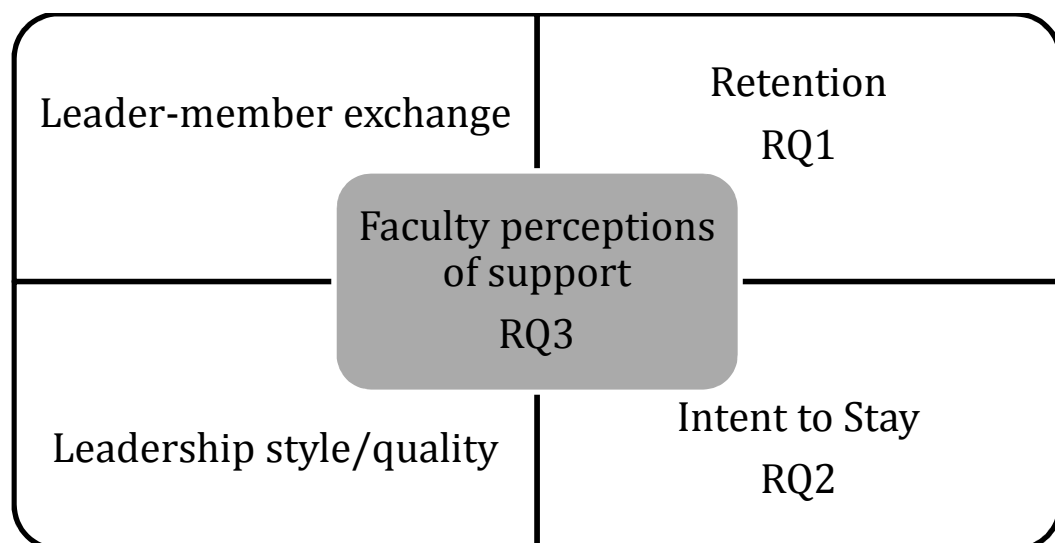 Leader-member exchange
Retention
RQ1
Faculty perceptions
of support
RQ3
Leadership style/quality
Intent to Stay
RQ2